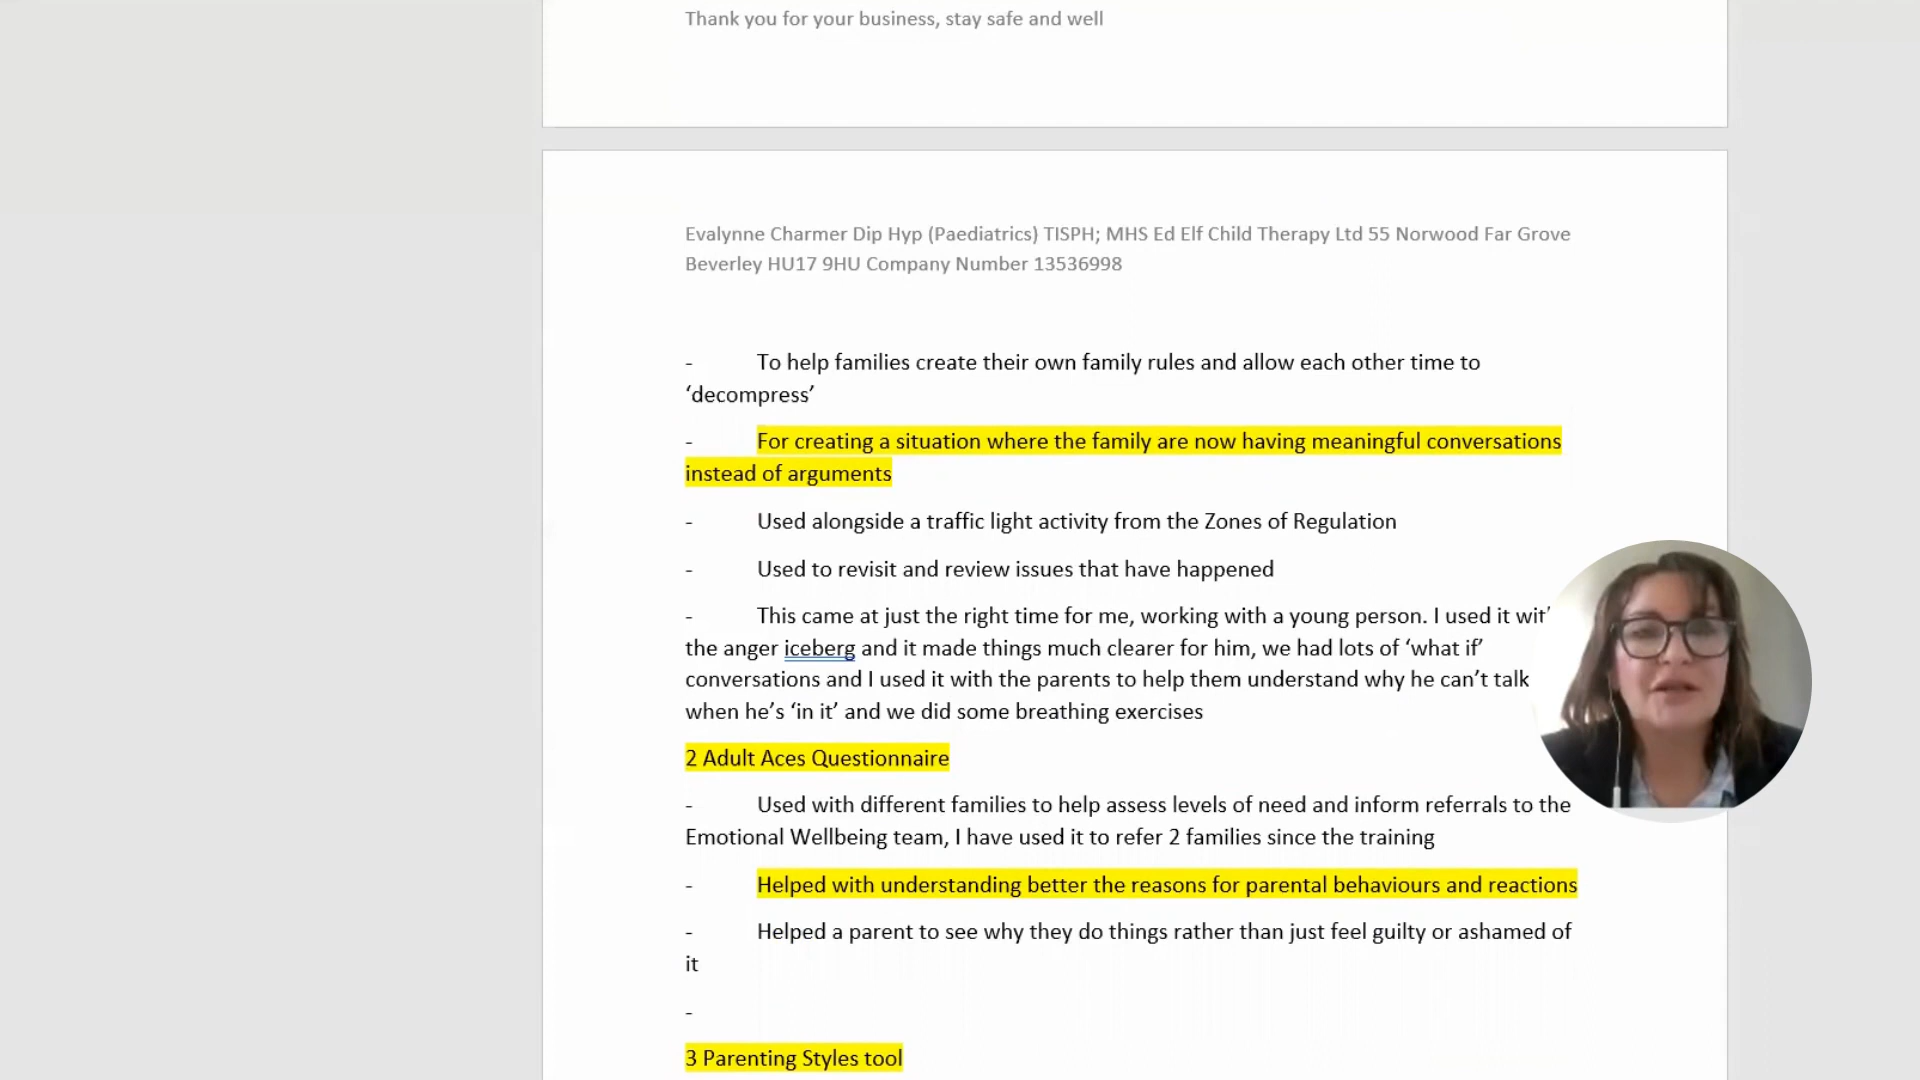 Thank you for your business, stay safe and well
Evalynne Charmer Dip Hyp (Paediatrics) TISPH; MHS Ed Elf Child Therapy Ltd 55 Norwood Far Grove
Beverley HU17 9HU Company Number 13536998
- To help families create their own family rules and allow each other time to
‘decompress’
- For creating a situation where the family are now having meaningful conversations
instead of arguments
- Used alongside a traffic light activity from the Zones of Regulation
- Used to revisit and review issues that have happened
- This came at just the right time for me, working with a young person. I used it
the anger iceberg and it made things much clearer for him, we had lots of ‘what if’
conversations and I used it with the parents to help them understand why he can’t talk
when he’s ‘in it’ and we did some breathing exercises
2 Adult Aces Questionnaire
- Used with different families to help assess levels of need and inform referrals to the
Emotional Wellbeing team, I have used it to refer 2 families since the training
- Helped with understanding better the reasons for parental behaviours and reactions
- Helped a parent to see why they do things rather than just feel guilty or ashamed of
it
-
3 Parenting Styles tool